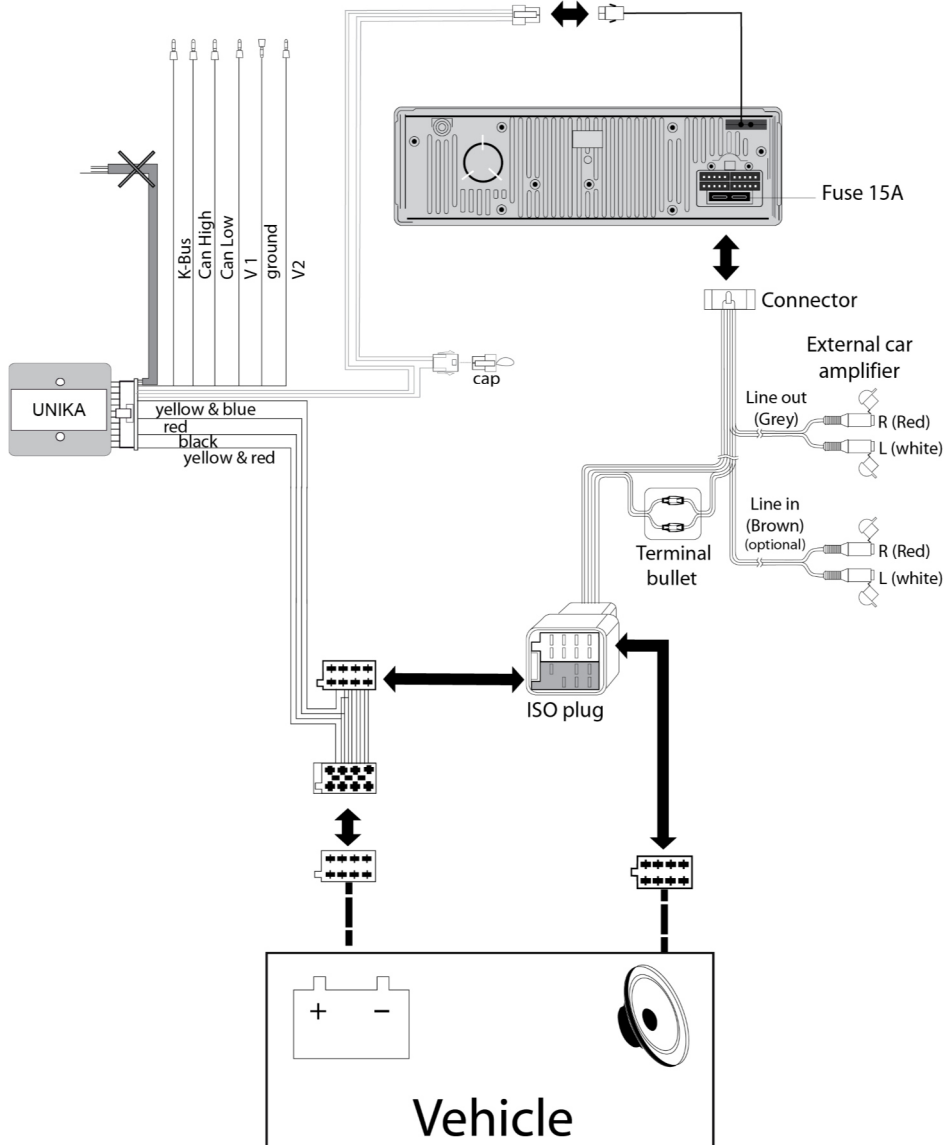 K-Bus
Can High
Can Low
V 1
ground
V2
Fuse 15A
Connector
External car
amplifier
cap
UNIKA
yellow & blue
red
black
yellow & red
Line out
(Grey)
R (Red)
L (white)
Line in
(Brown)
(optional)
R (Red)
L (white)
Terminal
bullet
ISO plug
+
−
Vehicle